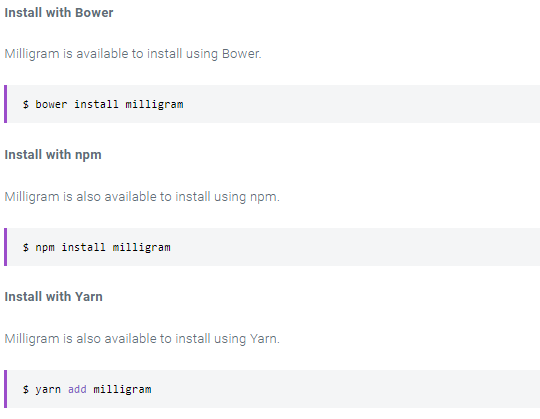 Install with Bower
Milligram is available to install using Bower.
$ bower install milligram
Install with npm
Milligram is also available to install using npm.
$ npm install milligram
Install with Yarn
Milligram is also available to install using Yarn.
$ yarn add milligram